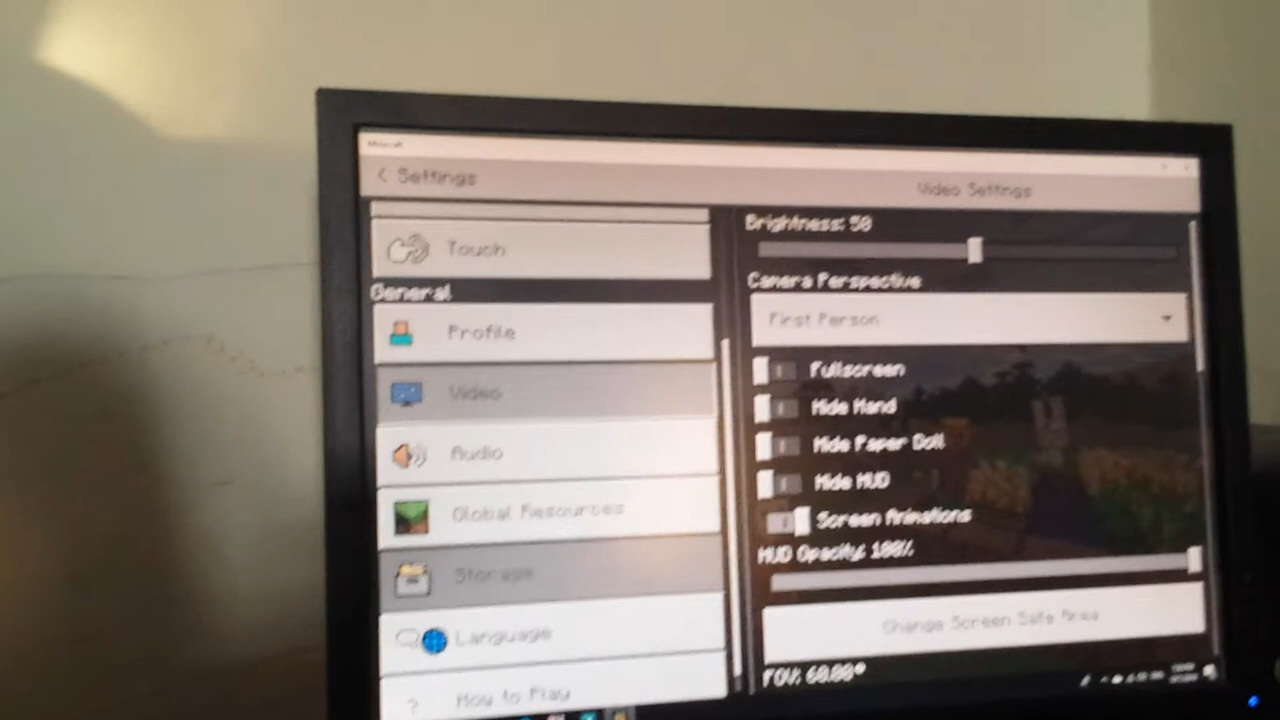 Minecraft
< Settings
Video Settings
Touch
General
Profile
Video
Audio
Global Resources
Storage
Language
How to Play
Brightness: 50
Camera Perspective
First Person
Fullscreen
Hide Hand
Hide Paper Doll
Hide HUD
Screen Animations
HUD Opacity: 100%
Change Screen Safe Area
FOV: 60.00°